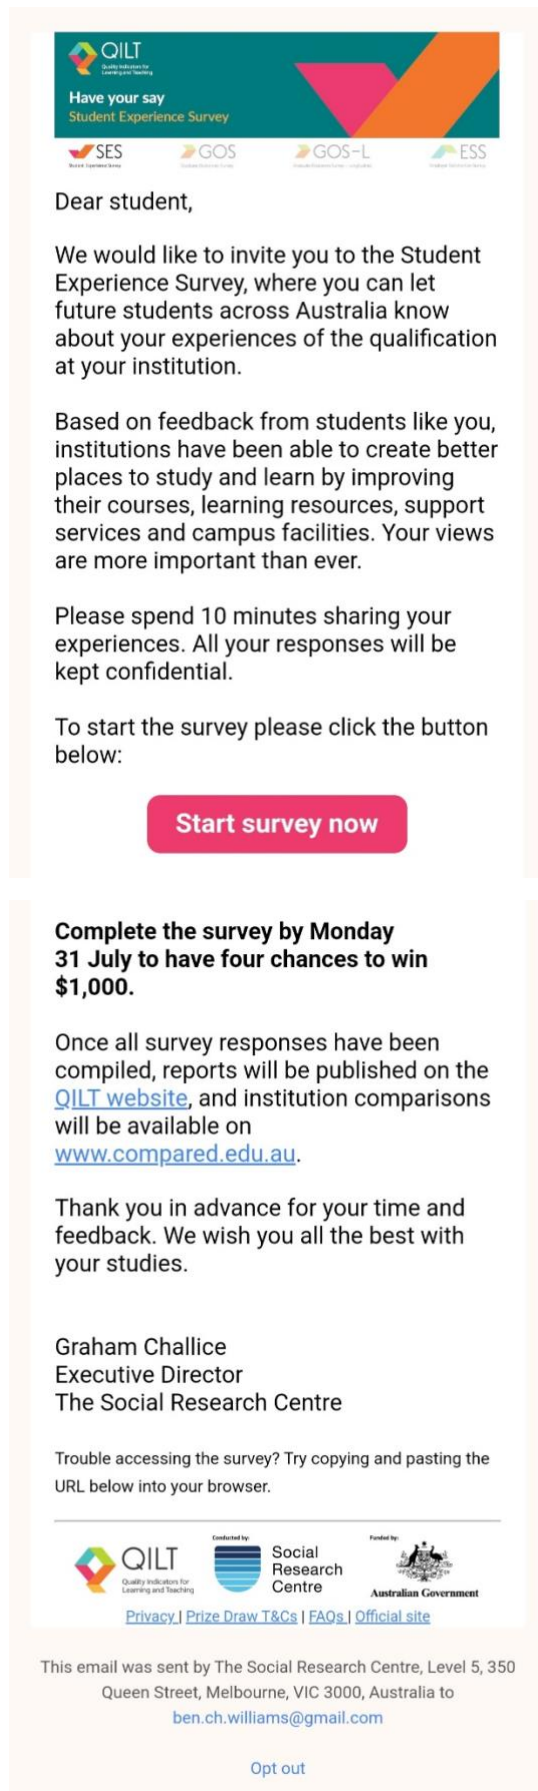 QILT
Quality Indicators for
Learning and Teaching
Have your say
Student Experience Survey
SES
Student Experience Survey
GOS
GOS-L
ESS
Dear student,
We would like to invite you to the Student
Experience Survey, where you can let
future students across Australia know
about your experiences of the qualification
at your institution.
Based on feedback from students like you,
institutions have been able to create better
places to study and learn by improving
their courses, learning resources, support
services and campus facilities. Your views
are more important than ever.
Please spend 10 minutes sharing your
experiences. All your responses will be
kept confidential.
To start the survey please click the button
below:
Start survey now
Complete the survey by Monday
31 July to have four chances to win
$1,000.
Once all survey responses have been
compiled, reports will be published on the
QILT website, and institution comparisons
will be available on
www.compared.edu.au.
Thank you in advance for your time and
feedback. We wish you all the best with
your studies.
Graham Challice
Executive Director
The Social Research Centre
Trouble accessing the survey? Try copying and pasting the
URL below into your browser.
QILT
Quality Indicators for
Learning and Teaching
Conducted by:
Social
Research
Centre
Funded by:
Australian Government
Privacy | Prize Draw T&Cs | FAQs | Official site
This email was sent by The Social Research Centre, Level 5, 350
Queen Street, Melbourne, VIC 3000, Australia to
ben.ch.williams@gmail.com
Opt out